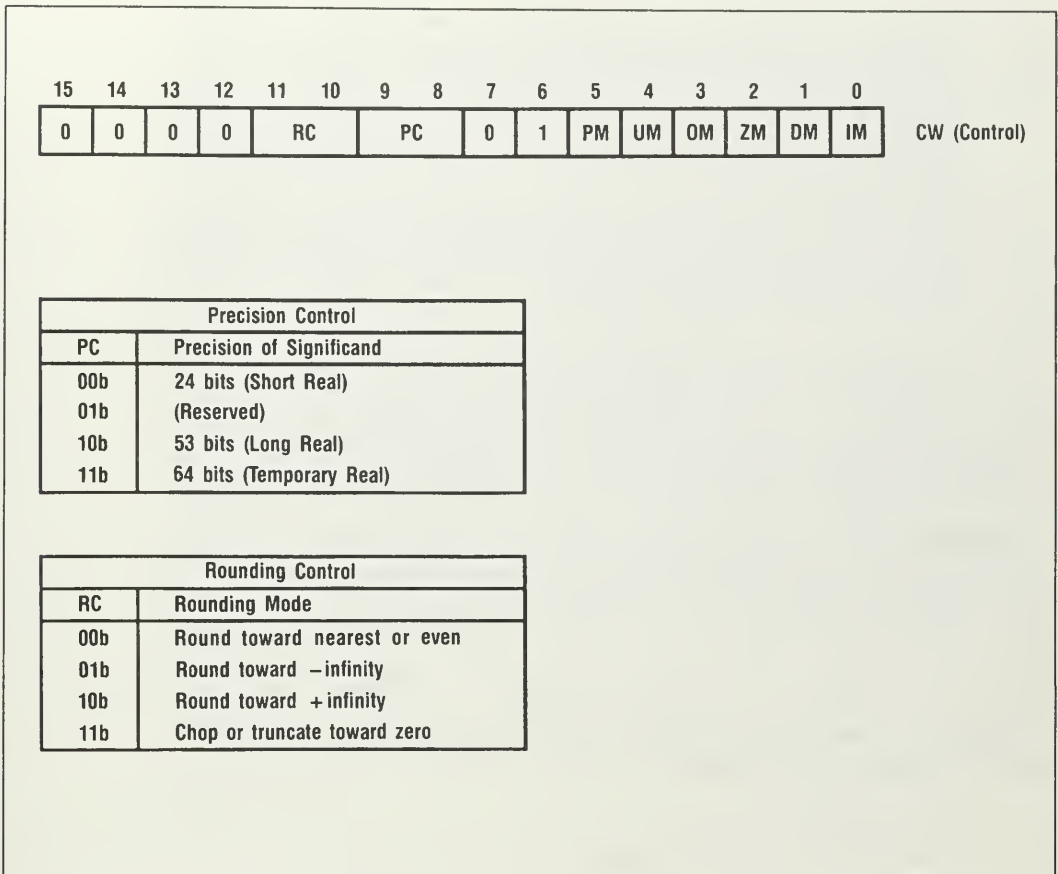 15 14 13 12 11 10 9 8 7 6 5 4 3 2 1 0
0 0 0 0 RC PC 0 1 PM UM OM ZM DM IM CW (Control)
Precision Control
PC Precision of Significand
00b 24 bits (Short Real)
01b (Reserved)
10b 53 bits (Long Real)
11b 64 bits (Temporary Real)
Rounding Control
RC Rounding Mode
00b Round toward nearest or even
01b Round toward −infinity
10b Round toward +infinity
11b Chop or truncate toward zero